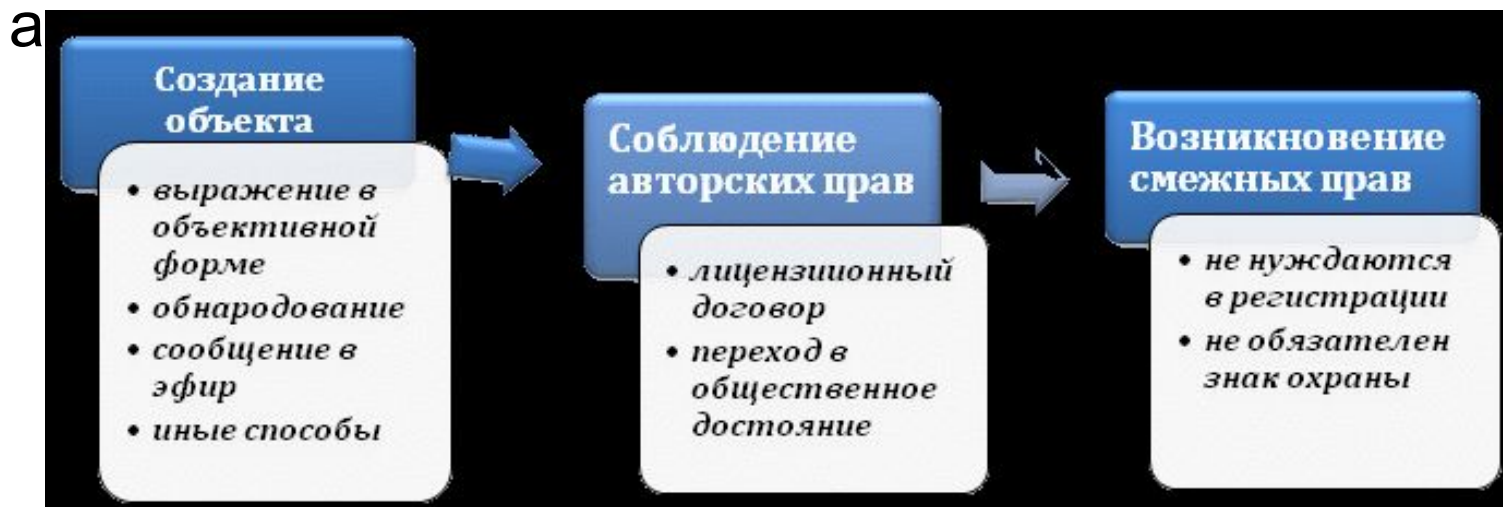 а
Создание
объекта
• выражение в
объективной
форме
• обнародование
• сообщение в
эфир
• иные способы
Соблюдение
авторских прав
• лицензиионный
договор
• переход в
общественное
достояние
Возникновение
смежных прав
• не нуждаются
в регистрации
• не обязателен
знак охраны